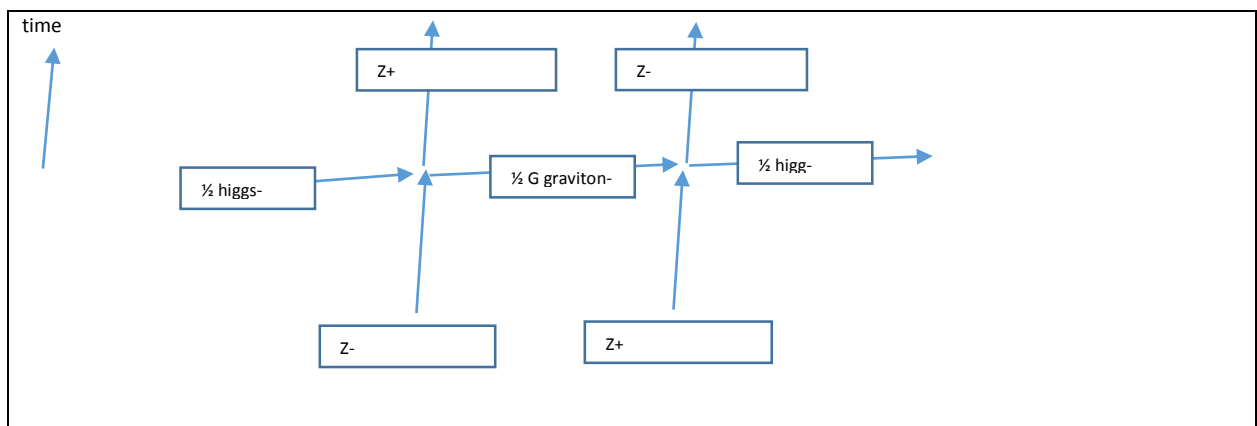 time
Z+
Z-
½ higgs-
½ G graviton-
½ higg-
Z-
Z+